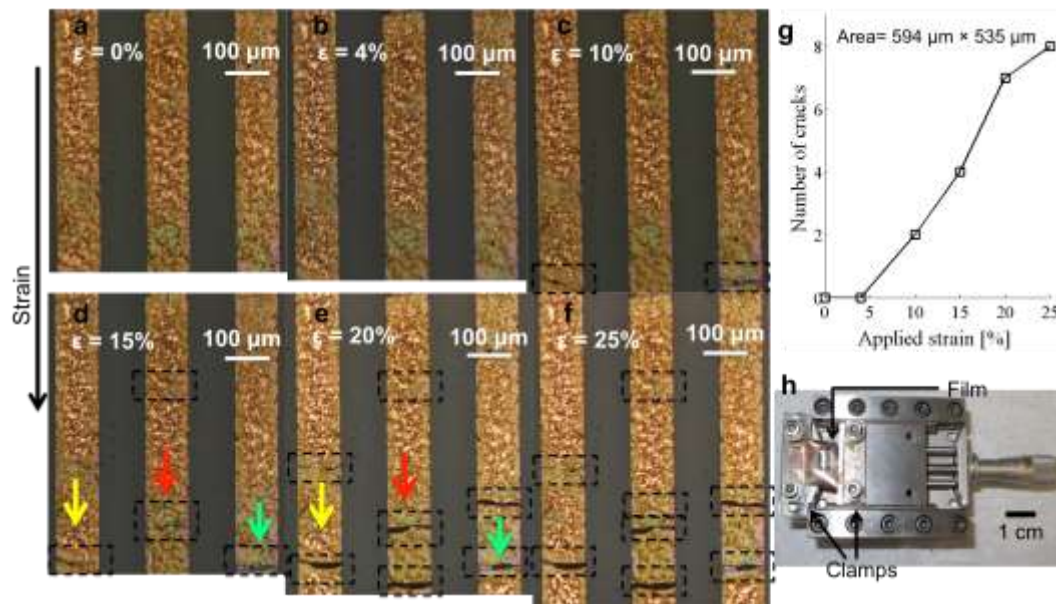 a
ε = 0%
100 μm
b
ε = 4%
100 μm
c
ε = 10%
100 μm
Strain
d
ε = 15%
100 μm
e
ε = 20%
100 μm
f
ε = 25%
100 μm
g
Area= 594 μm × 535 μm
8
6
4
2
0
Number of cracks
0 5 10 15 20 25
Applied strain [%]
h
Film
1 cm
Clamps